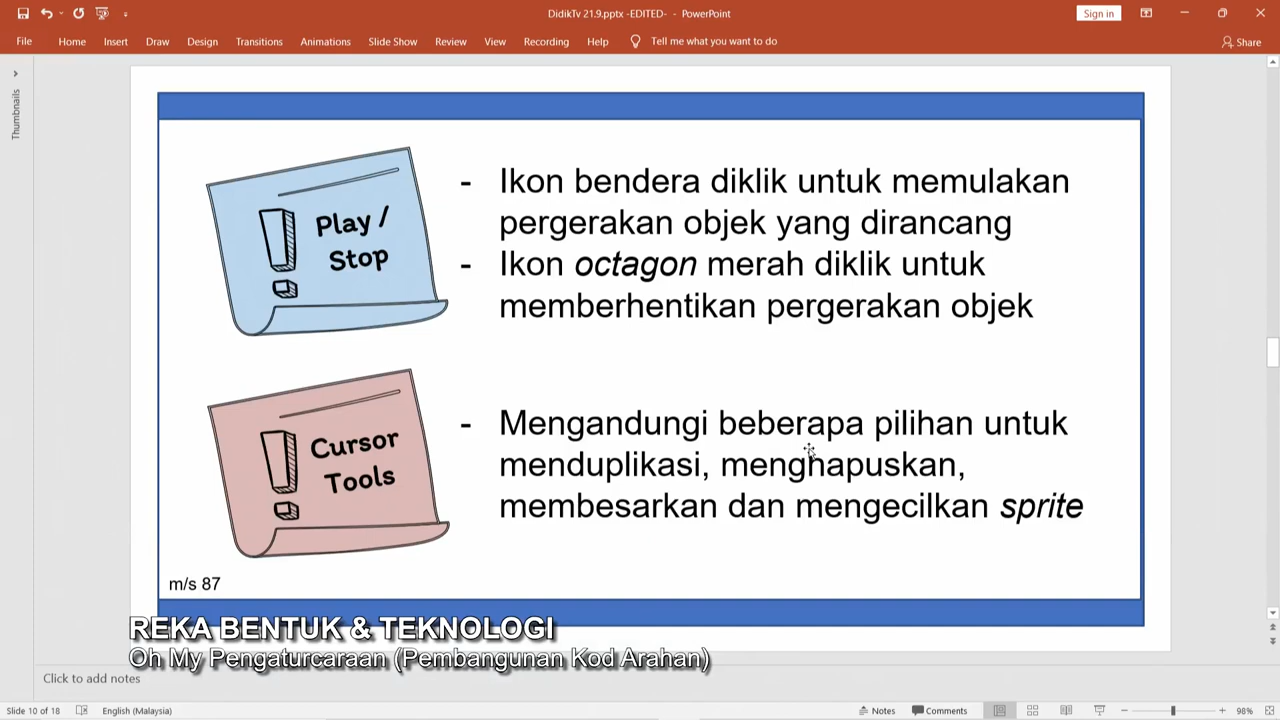 DidikTv 21.9.pptx -EDITED- - PowerPoint
Sign in
File Home Insert Draw Design Transitions Animations Slide Show Review View Recording Help Tell me what you want to do Share
Thumbnails
Play / Stop
- Ikon bendera diklik untuk memulakan
pergerakan objek yang dirancang
- Ikon octagon merah diklik untuk
memberhentikan pergerakan objek
Cursor
Tools
- Mengandungi beberapa pilihan untuk
menduplikasi, menghapuskan,
membesarkan dan mengecilkan sprite
m/s 87
REKA BENTUK & TEKNOLOGI
Oh My Pengaturcaraan (Pembangunan Kod Arahan)
Click to add notes
Slide 10 of 18 English (Malaysia) Notes Comments 98%